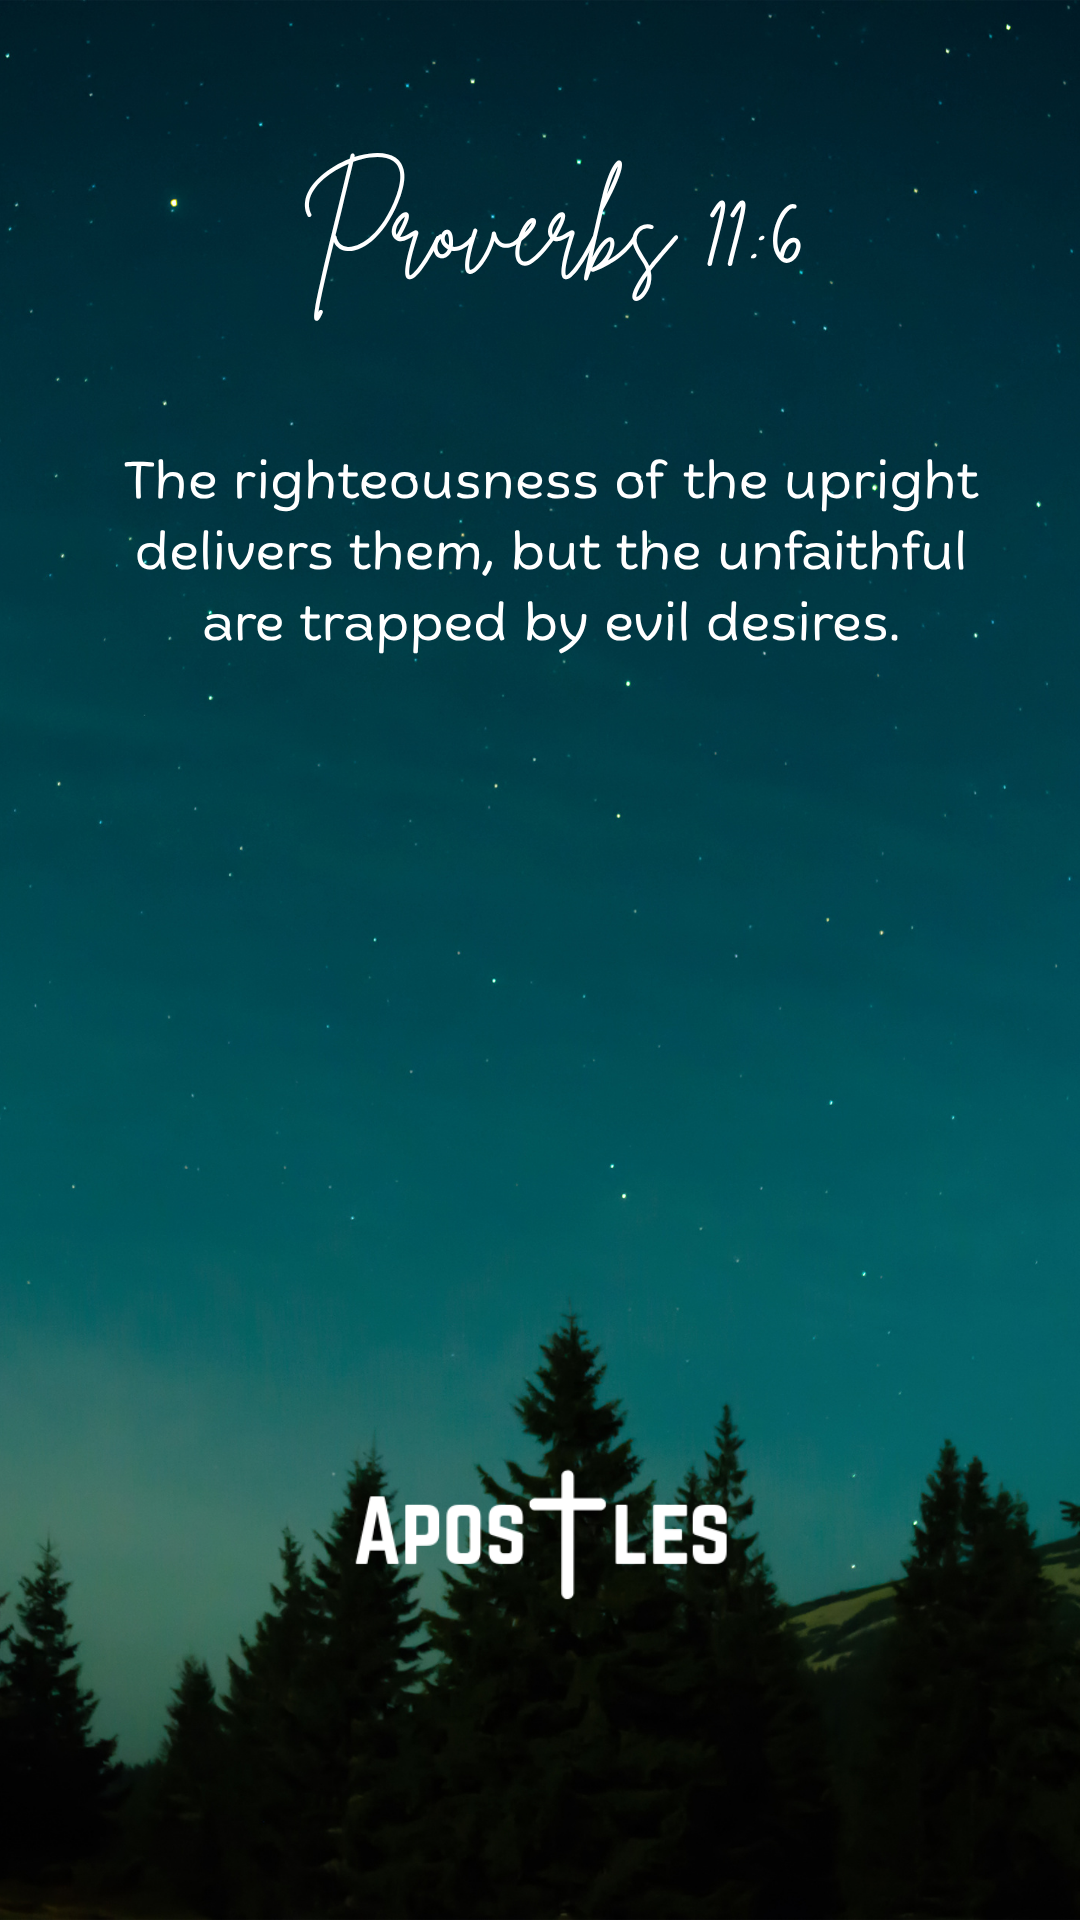 Proverbs 11:6
The righteousness of the upright
delivers them, but the unfaithful
are trapped by evil desires.
APOSTLES